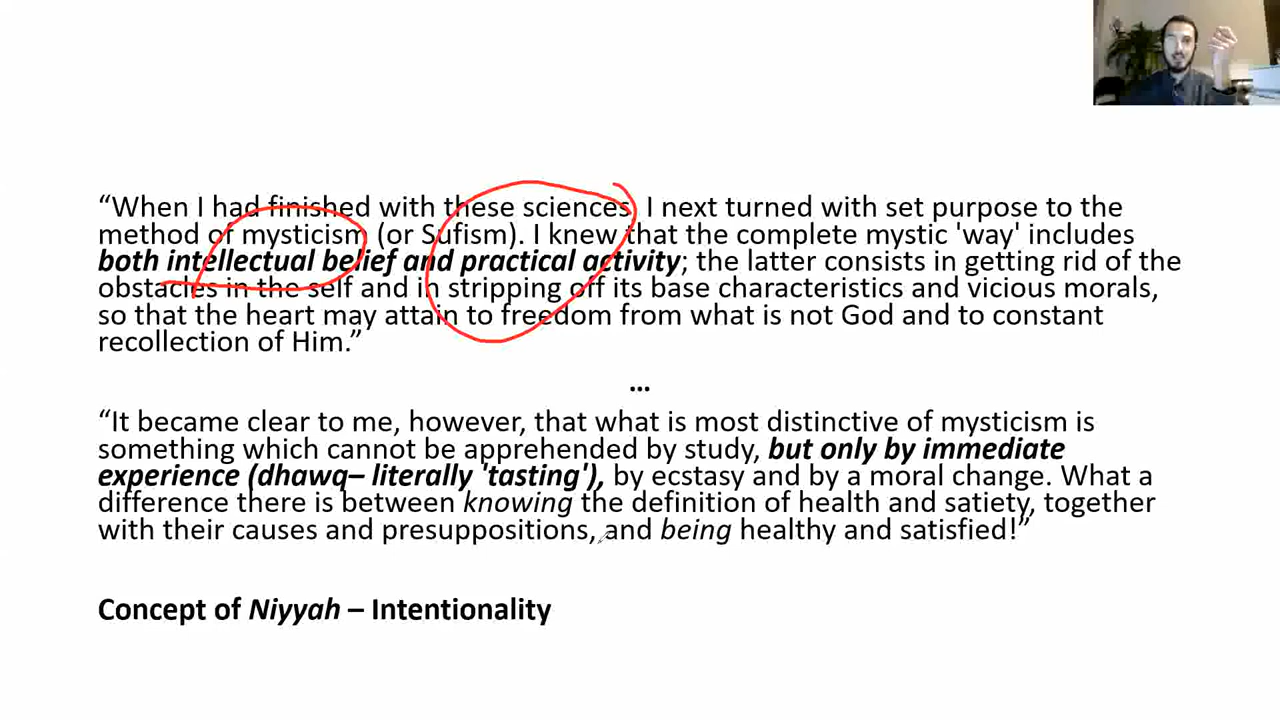 “When I had finished with these sciences, I next turned with set purpose to the
method of mysticism (or Sufism). I knew that the complete mystic 'way' includes
both intellectual belief and practical activity; the latter consists in getting rid of the
obstacles in the self and in stripping off its base characteristics and vicious morals,
so that the heart may attain to freedom from what is not God and to constant
recollection of Him.”
…
“It became clear to me, however, that what is most distinctive of mysticism is
something which cannot be apprehended by study, but only by immediate
experience (dhawq– literally 'tasting'), by ecstasy and by a moral change. What a
difference there is between knowing the definition of health and satiety, together
with their causes and presuppositions, and being healthy and satisfied!”
Concept of Niyyah – Intentionality